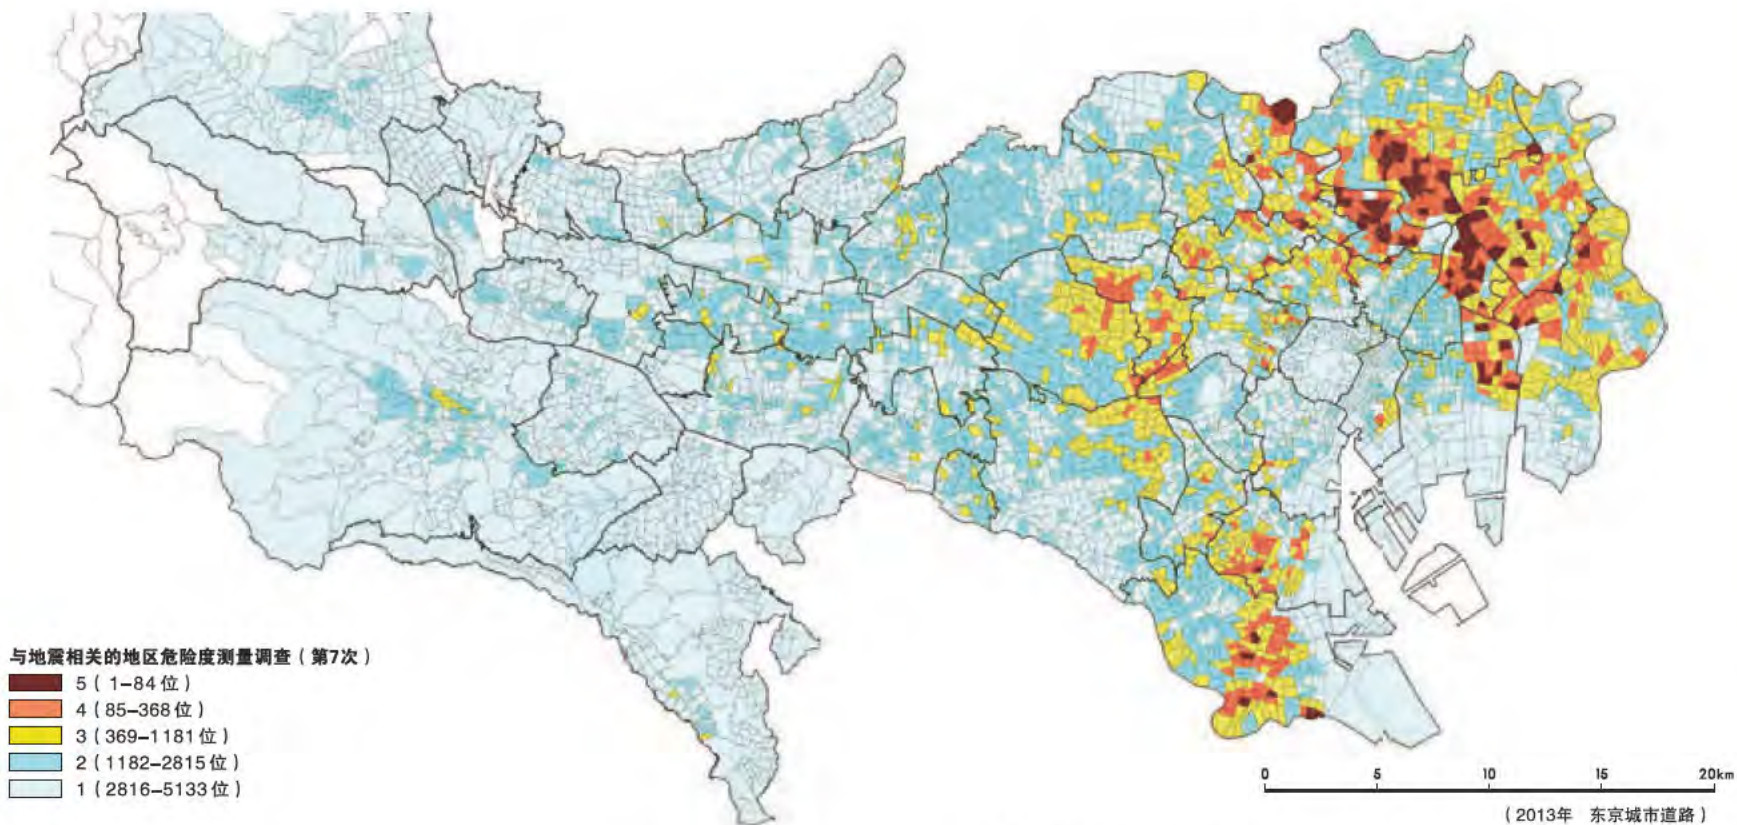 与地震相关的地区危险度测量调查（第7次）
5（1–84位）
4（85–368位）
3（369–1181位）
2（1182–2815位）
1（2816–5133位）
0 5 10 15 20km
（2013年 东京城市道路）